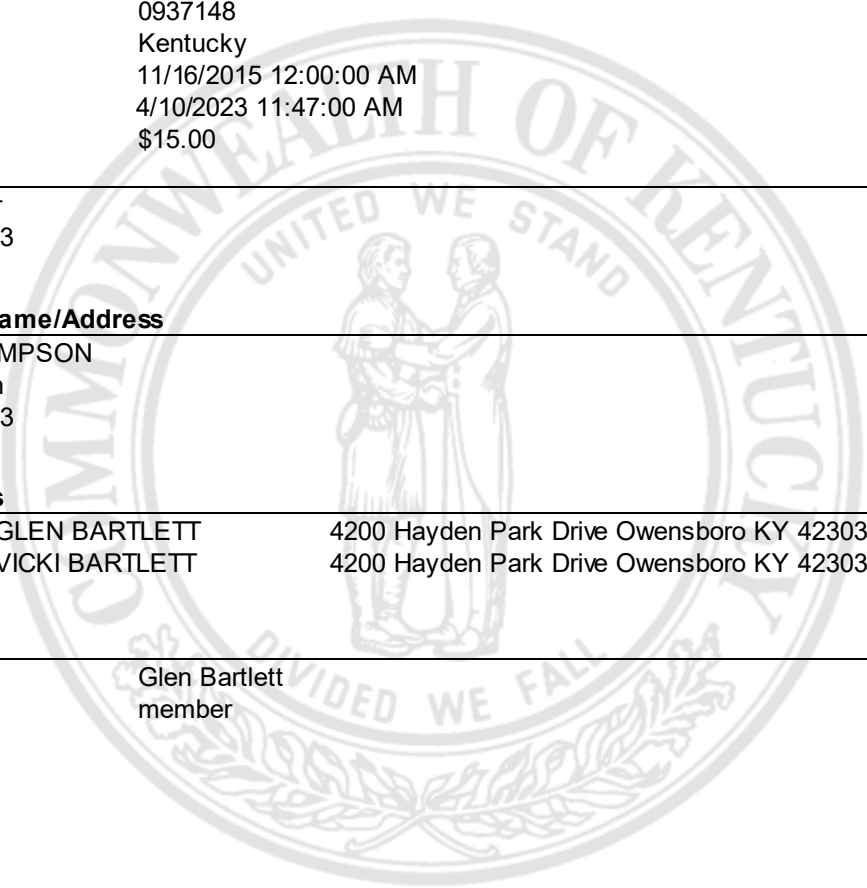 0937148
Kentucky
11/16/2015 12:00:00 AM
4/10/2023 11:47:00 AM
$15.00
3
ame/Address
MPSON
n
3
s
GLEN BARTLETT 4200 Hayden Park Drive Owensboro KY 42303
VICKI BARTLETT 4200 Hayden Park Drive Owensboro KY 42303
Glen Bartlett
member
COMMONWEALTH OF KENTUCKY
UNITED WE STAND
DIVIDED WE FALL